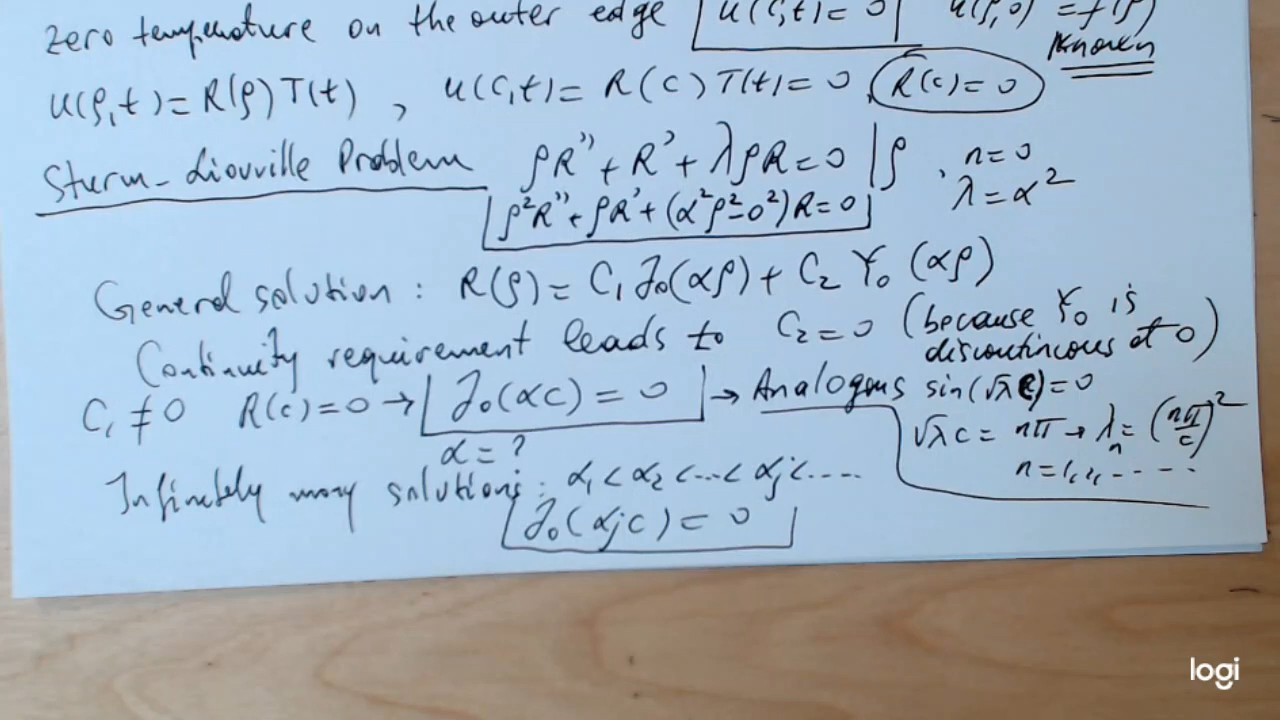 zero temperature on the outer edge u(c,t) = 0 u(ρ,0) = f(ρ)
Known
u(ρ,t) = R(ρ) T(t) , u(c,t) = R(c) T(t) = 0, R(c) = 0
Sturm-Liouville Problem ρR'' + R' + λρR = 0 | ρ , n = 0
λ = α²
ρ²R'' + ρR' + (α²ρ² - 0²) R = 0
General solution : R(ρ) = C₁ J₀(αρ) + C₂ Y₀ (αρ)
Continuity requirement leads to C₂ = 0 (because Y₀ is
discontinous at 0)
C₁ ≠ 0 R(c) = 0 → J₀(αc) = 0 → Analogous sin(√λ c) = 0
α = ?
√λ c = nπ → λₙ = (nπ/c)²
n = 1,,, - - - - -
Infinetely many solutions : α₁ < α₂ < ... < αⱼ < .....
J₀(αⱼc) = 0
logi